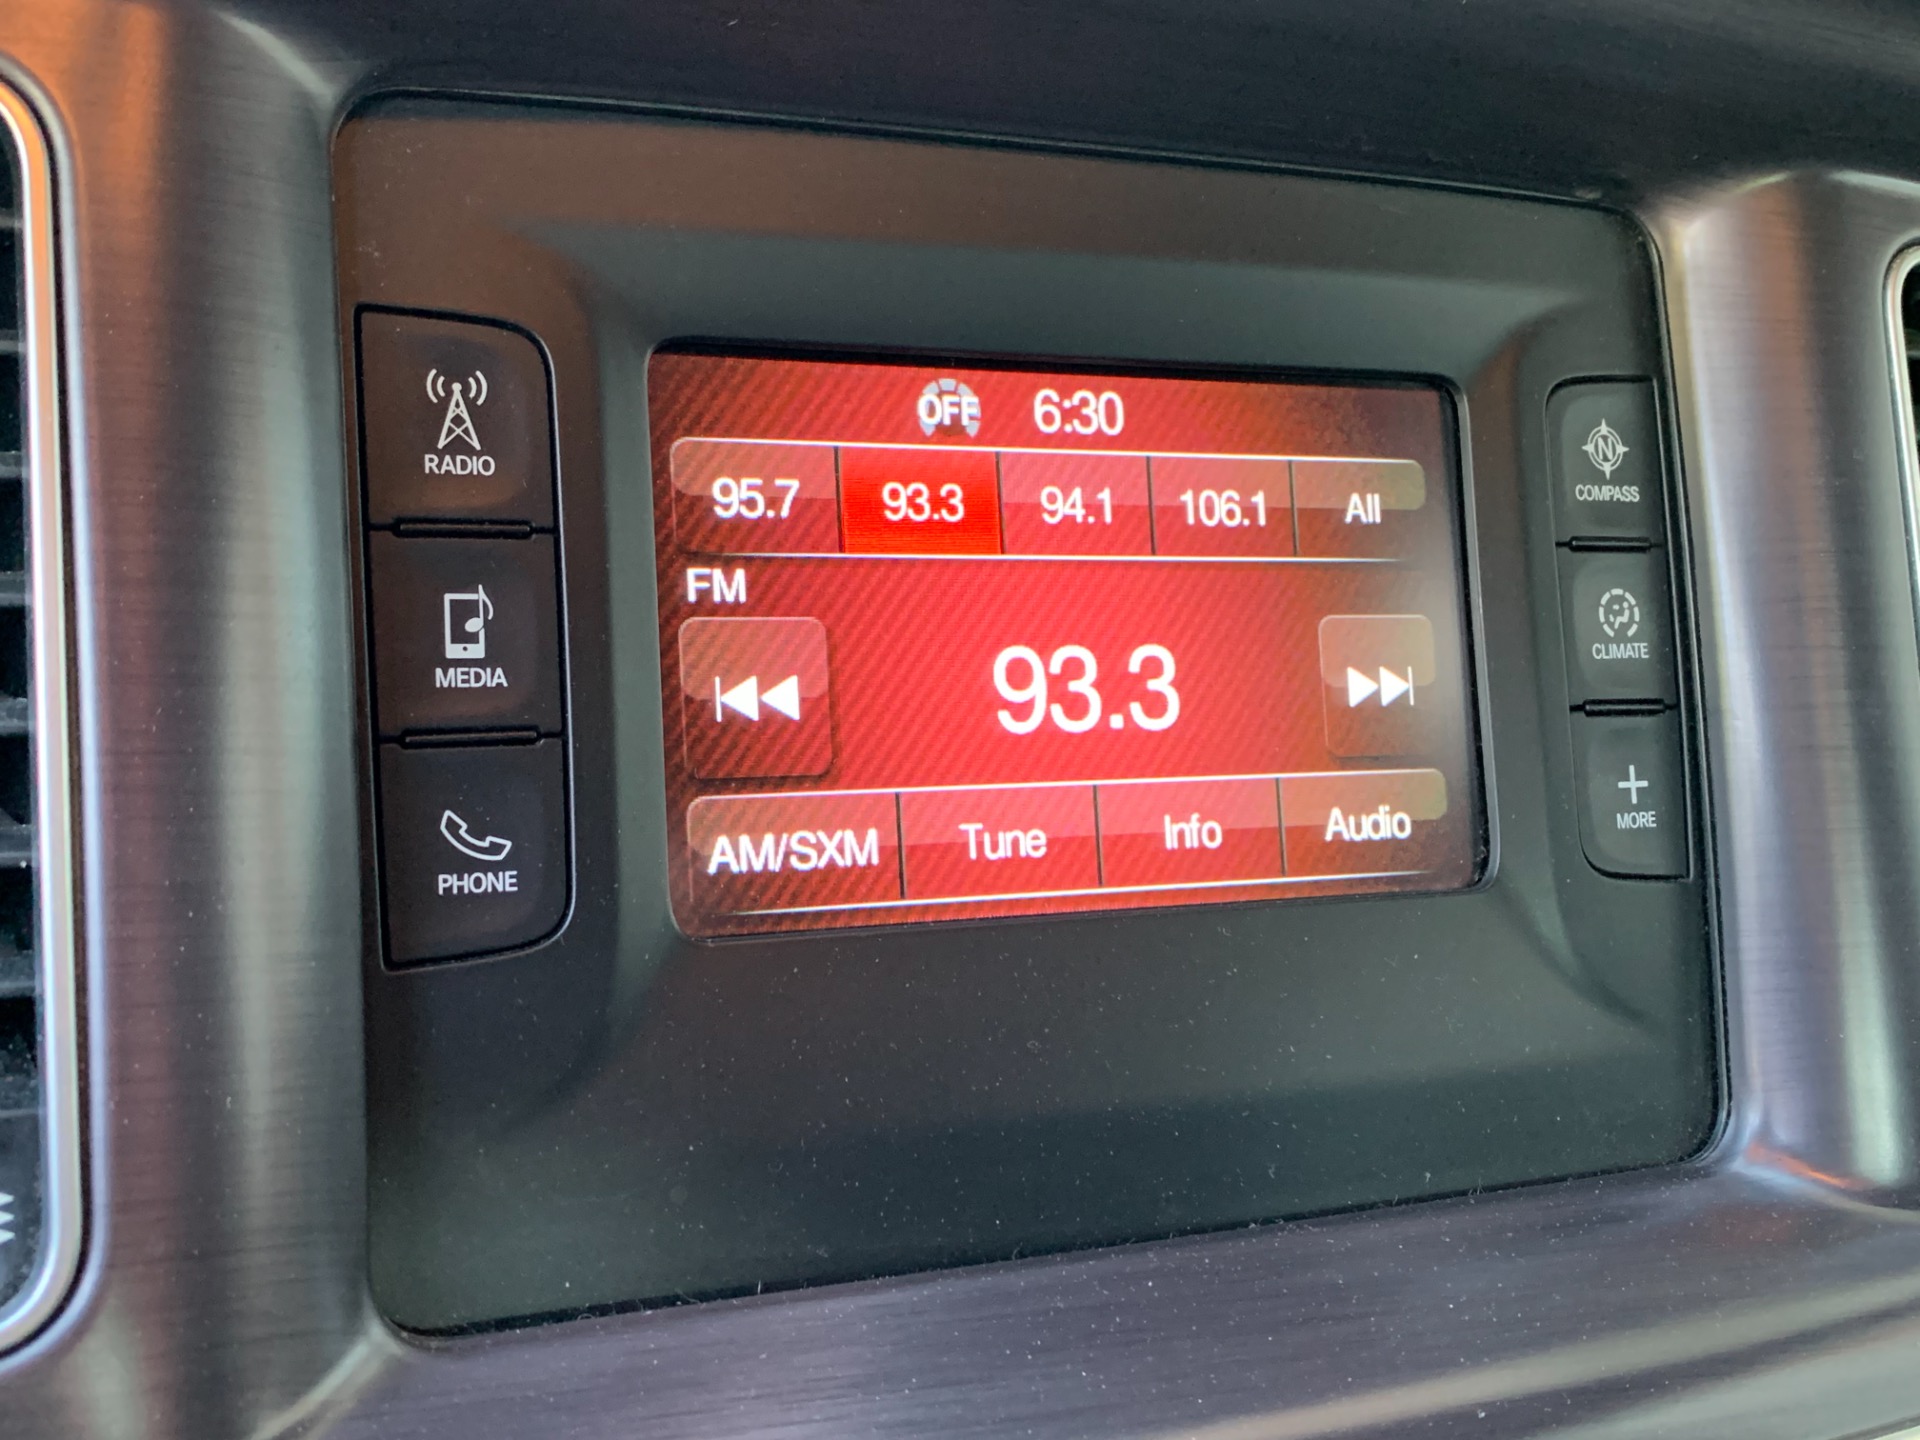 OFF 6:30
95.7 93.3 94.1 106.1 All
FM
93.3
AM/SXM Tune Info Audio
RADIO
MEDIA
PHONE
N
COMPASS
CLIMATE
MORE